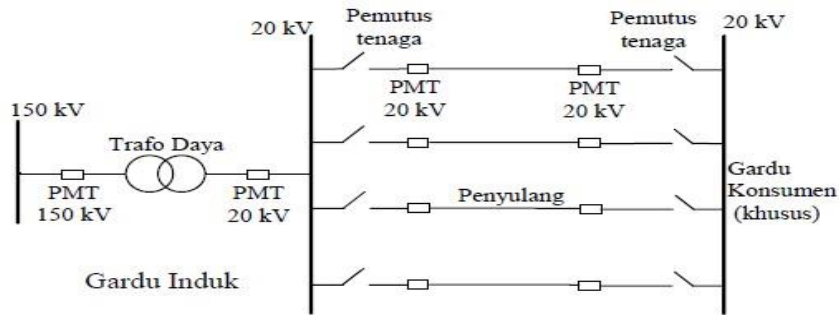 20 kV
Pemutus
tenaga
Pemutus
tenaga
20 kV
PMT
20 kV
PMT
20 kV
150 kV
Trafo Daya
PMT
150 kV
PMT
20 kV
Penyulang
Gardu
Konsumen
(khusus)
Gardu Induk